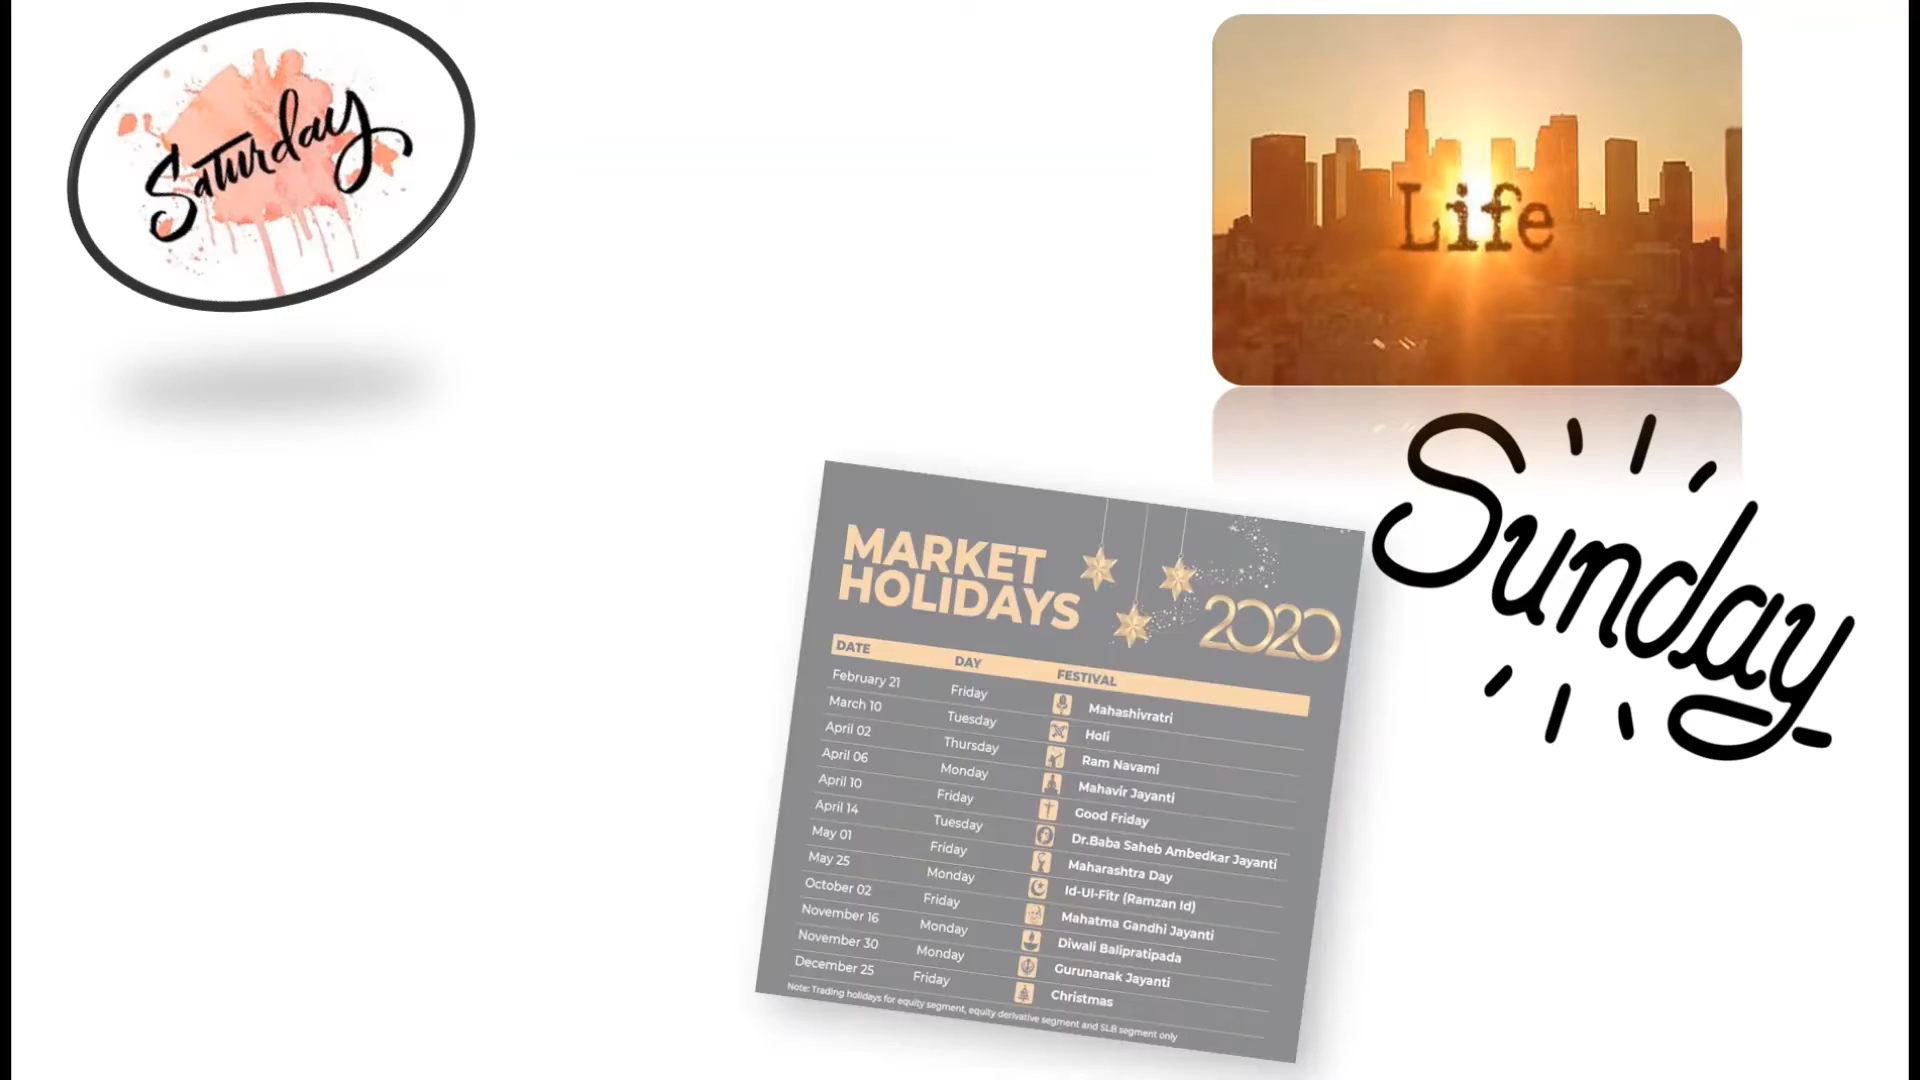 Saturday
Life
Sunday
MARKET
HOLIDAYS
2020
DATE DAY FESTIVAL
February 21 Friday Mahashivratri
March 10 Tuesday Holi
April 02 Thursday Ram Navami
April 06 Monday Mahavir Jayanti
April 10 Friday Good Friday
April 14 Tuesday Dr.Baba Saheb Ambedkar Jayanti
May 01 Friday Maharashtra Day
May 25 Monday Id-Ul-Fitr (Ramzan Id)
October 02 Friday Mahatma Gandhi Jayanti
November 16 Monday Diwali Balipratipada
November 30 Monday Gurunanak Jayanti
December 25 Friday Christmas
Note: Trading holidays for equity segment, equity derivative segment and SLB segment only